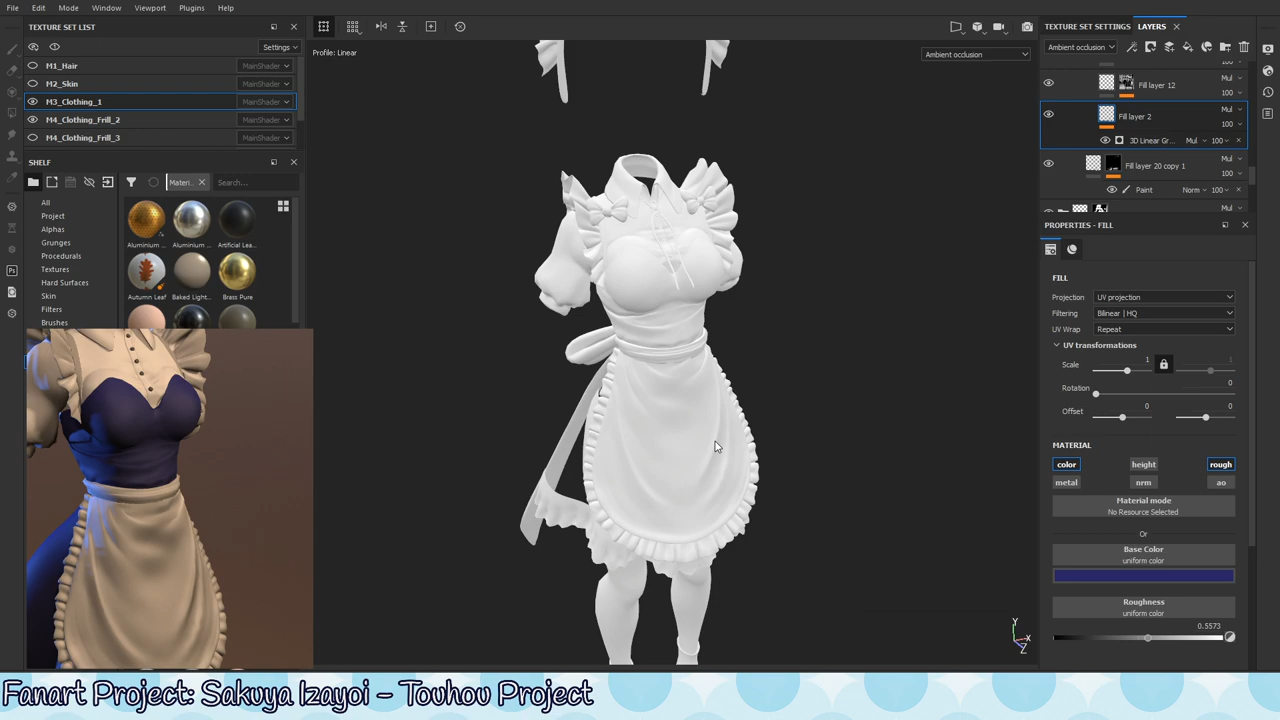 File Edit Mode Window Viewport Plugins Help
TEXTURE SET LIST
Settings
M1_Hair MainShader
M2_Skin MainShader
M3_Clothing_1 MainShader
M4_Clothing_Frill_2 MainShader
M4_Clothing_Frill_3 MainShader
SHELF
Materi... Search...
All
Project
Alphas
Grunges
Procedurals
Textures
Hard Surfaces
Skin
Filters
Brushes
Aluminium ... Aluminium ... Artificial Lea...
Autumn Leaf Baked Light... Brass Pure
Profile: Linear
Ambient occlusion
Y
X
Z
TEXTURE SET SETTINGS LAYERS
Ambient occlusion
100
Fill layer 12 Mul
100
Fill layer 2 Mul
100
3D Linear Gr... Mul 100
Fill layer 20 copy 1 Mul
100
Paint Norm 100
Mul
PROPERTIES - FILL
FILL
Projection UV projection
Filtering Bilinear | HQ
UV Wrap Repeat
UV transformations
Scale 1 1
Rotation 0
Offset 0 0
MATERIAL
color height rough
metal nrm ao
Material mode
No Resource Selected
Or
Base Color
uniform color
Roughness
uniform color
0.5573
Ps
Fanart Project: Sakuya Izayoi - Touhou Project